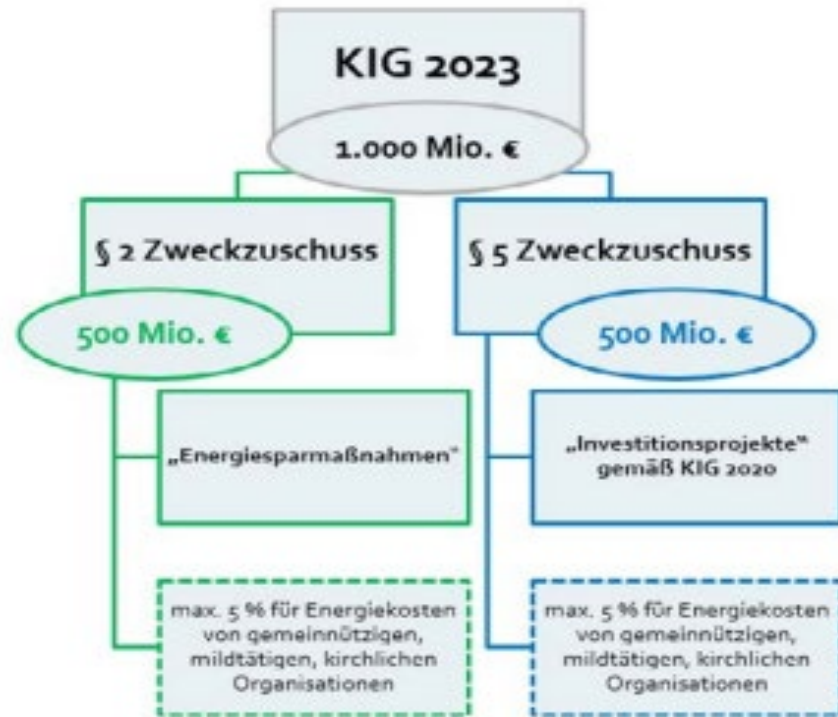 KIG 2023
1.000 Mio. €
§ 2 Zweckzuschuss
500 Mio. €
„Energiesparmaßnahmen“
max. 5 % für Energiekosten
von gemeinnützigen,
mildtätigen, kirchlichen
Organisationen
§ 5 Zweckzuschuss
500 Mio. €
„Investitionsprojekte“
gemäß KIG 2020
max. 5 % für Energiekosten
von gemeinnützigen,
mildtätigen, kirchlichen
Organisationen